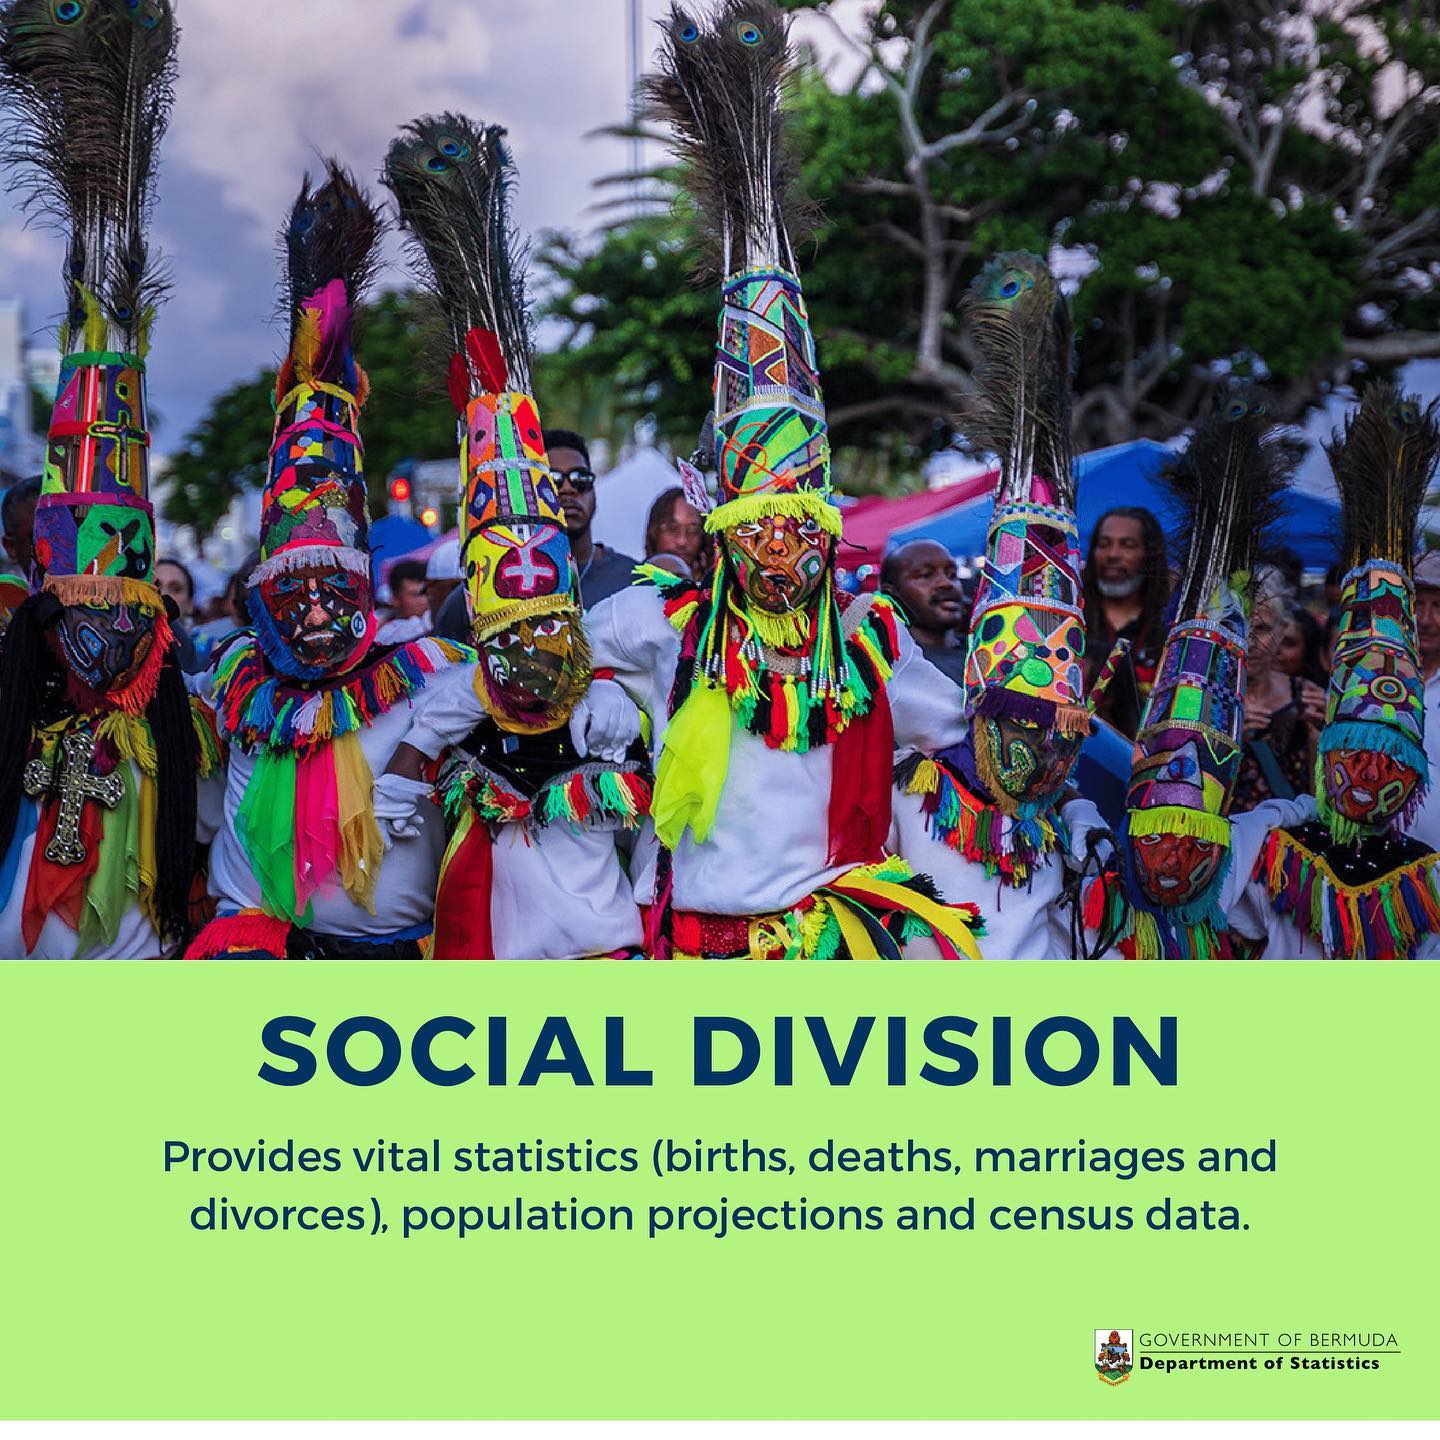 SOCIAL DIVISION
Provides vital statistics (births, deaths, marriages and
divorces), population projections and census data.
GOVERNMENT OF BERMUDA
Department of Statistics